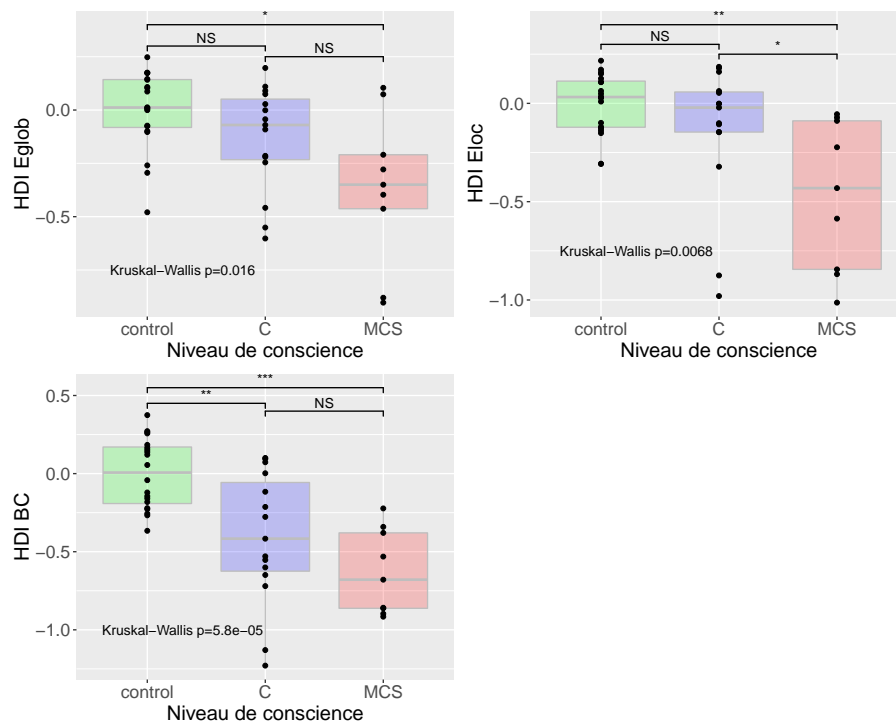 *
NS
NS
0.0
−0.5
HDI Eglob
Kruskal−Wallis p=0.016
control
C
MCS
Niveau de conscience
**
NS
*
0.0
−0.5
−1.0
HDI Eloc
Kruskal−Wallis p=0.0068
control
C
MCS
Niveau de conscience
***
**
NS
0.5
0.0
−0.5
−1.0
HDI BC
Kruskal−Wallis p=5.8e−05
control
C
MCS
Niveau de conscience